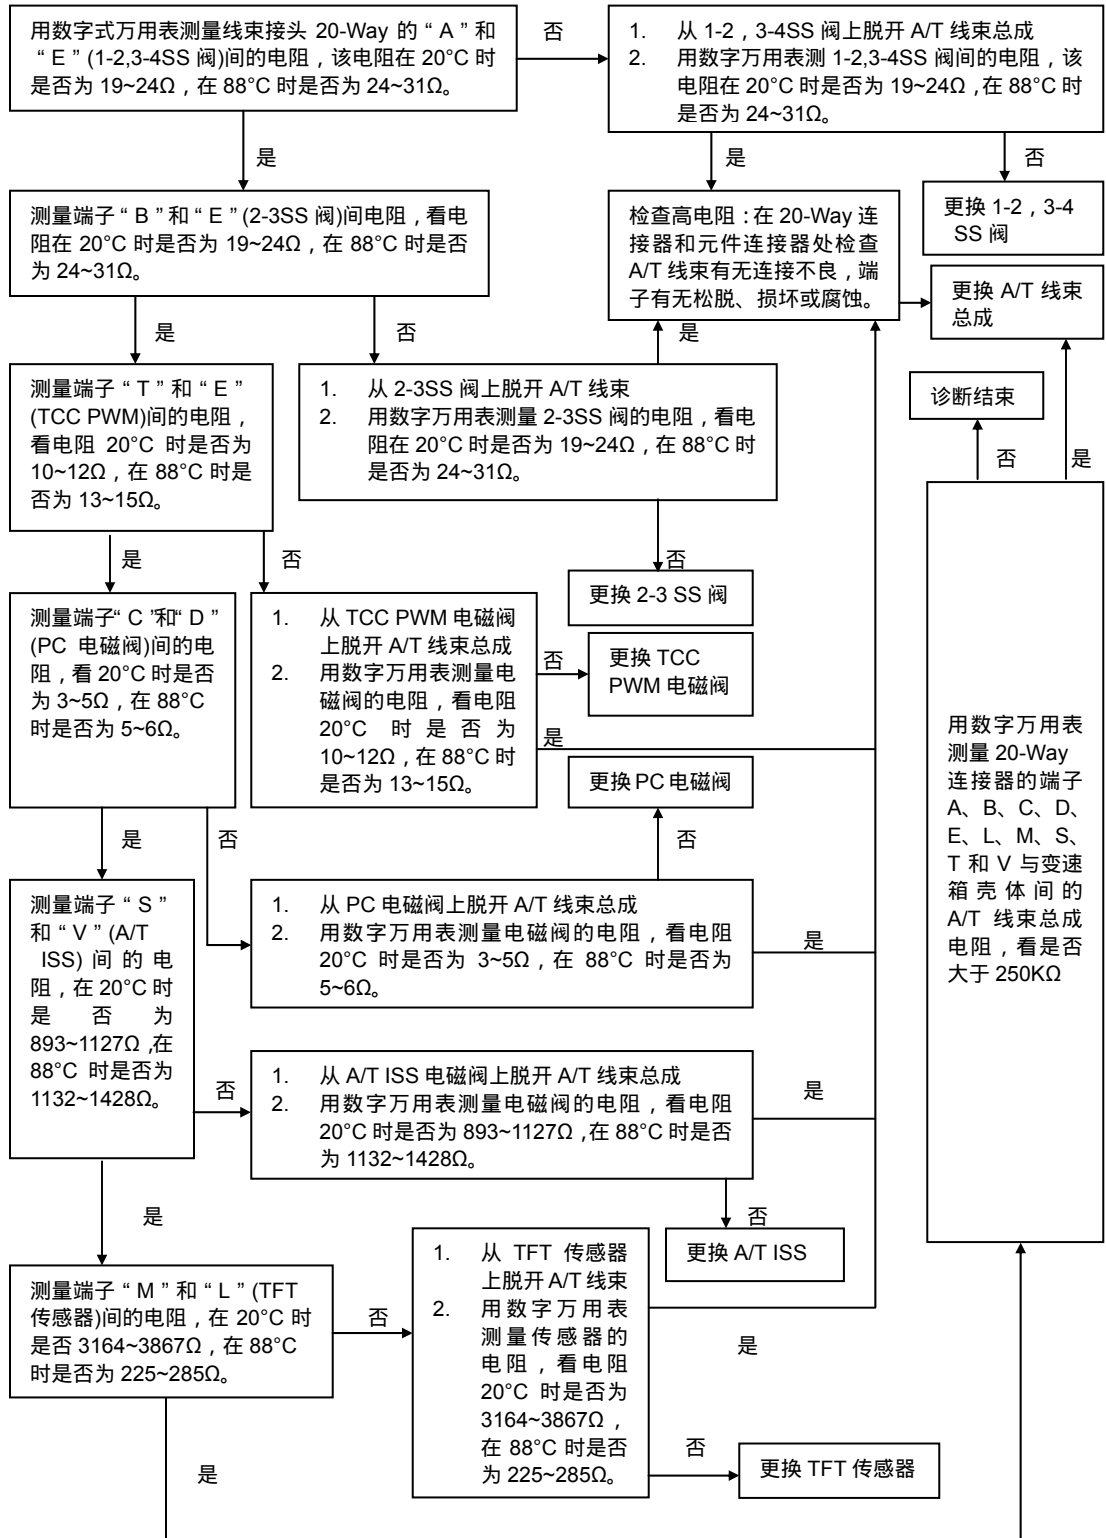 用数字式万用表测量线束接头 20-Way 的“A”和
“E”(1-2,3-4SS 阀)间的电阻，该电阻在 20°C 时
是否为 19~24Ω，在 88°C 时是否为 24~31Ω。
否
1. 从 1-2，3-4SS 阀上脱开 A/T 线束总成
2. 用数字万用表测 1-2,3-4SS 阀间的电阻，该
电阻在 20°C 时是否为 19~24Ω，在 88°C 时
是否为 24~31Ω。
是
是
否
测量端子“B”和“E”(2-3SS 阀)间电阻，看电
阻在 20°C 时是否为 19~24Ω，在 88°C 时是否
为 24~31Ω。
检查高电阻：在 20-Way 连
接器和元件连接器处检查
A/T 线束有无连接不良，端
子有无松脱、损坏或腐蚀。
更换 1-2，3-4
SS 阀
更换 A/T 线束
总成
是
否
是
测量端子“T”和“E”
(TCC PWM)间的电阻，
看电阻 20°C 时是否为
10~12Ω，在 88°C 时是
否为 13~15Ω。
1. 从 2-3SS 阀上脱开 A/T 线束
2. 用数字万用表测量 2-3SS 阀的电阻，看电
阻在 20°C 时是否为 19~24Ω，在 88°C 时
是否为 24~31Ω。
诊断结束
否
是
是
否
否
更换 2-3 SS 阀
测量端子“C”和“D”
(PC 电磁阀)间的电
阻，看 20°C 时是否
为 3~5Ω，在 88°C
时是否为 5~6Ω。
1. 从 TCC PWM 电磁阀
上脱开 A/T 线束总成
2. 用数字万用表测量电
磁阀的电阻，看电阻
20°C 时是否为
10~12Ω，在 88°C 时
是否为 13~15Ω。
否
更换 TCC
PWM 电磁阀
是
更换 PC 电磁阀
用数字万用表
测量 20-Way
连接器的端子
A、B、C、D、
E、L、M、S、
T 和 V 与变速
箱壳体间的
A/T 线束总成
电阻，看是否
大于 250KΩ
是
否
否
测量端子“S”
和“V”(A/T
ISS) 间的电
阻，在 20°C 时
是否为
893~1127Ω，在
88°C 时是否为
1132~1428Ω。
1. 从 PC 电磁阀上脱开 A/T 线束总成
2. 用数字万用表测量电磁阀的电阻，看电阻
20°C 时是否为 3~5Ω，在 88°C 时是否为
5~6Ω。
是
否
1. 从 A/T ISS 电磁阀上脱开 A/T 线束总成
2. 用数字万用表测量电磁阀的电阻，看电阻
20°C 时是否为 893~1127Ω，在 88°C 时是否
为 1132~1428Ω。
是
是
否
更换 A/T ISS
测量端子“M”和“L”(TFT
传感器)间的电阻，在 20°C 时
是否 3164~3867Ω，在 88°C
时是否为 225~285Ω。
否
1. 从 TFT 传感器
上脱开 A/T 线束
2. 用数字万用表
测量传感器的
电阻，看电阻
20°C 时是否为
3164~3867Ω，
在 88°C 时是否
为 225~285Ω。
是
否
更换 TFT 传感器
是